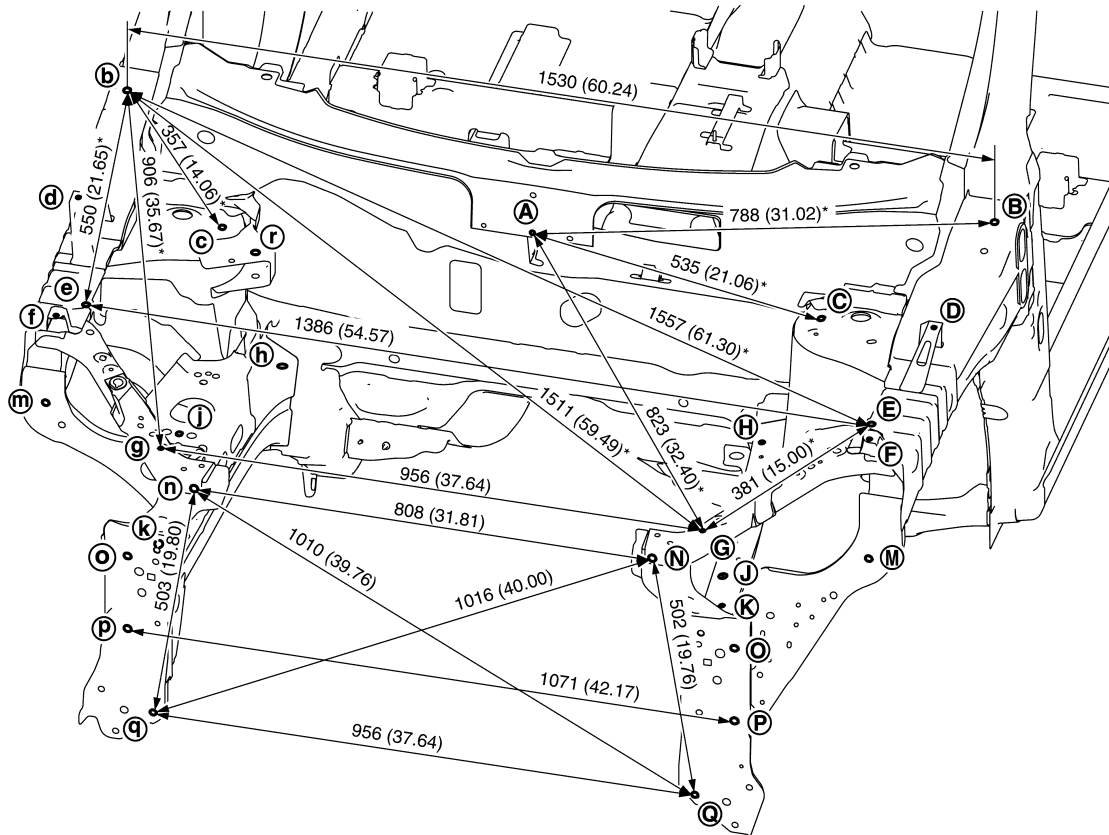 b
1530 (60.24)
357 (14.06)*
550 (21.65)*
906 (35.67)*
d
A
B
788 (31.02)*
c
r
535 (21.06)*
e
C
D
f
1386 (54.57)
1557 (61.30)*
h
m
E
j
1511 (59.49)*
823 (32.40)*
H
g
F
381 (15.00)*
956 (37.64)
n
808 (31.81)
k
G
o
N
M
503 (19.80)
1010 (39.76)
J
1016 (40.00)
K
p
502 (19.76)
O
1071 (42.17)
P
q
956 (37.64)
Q